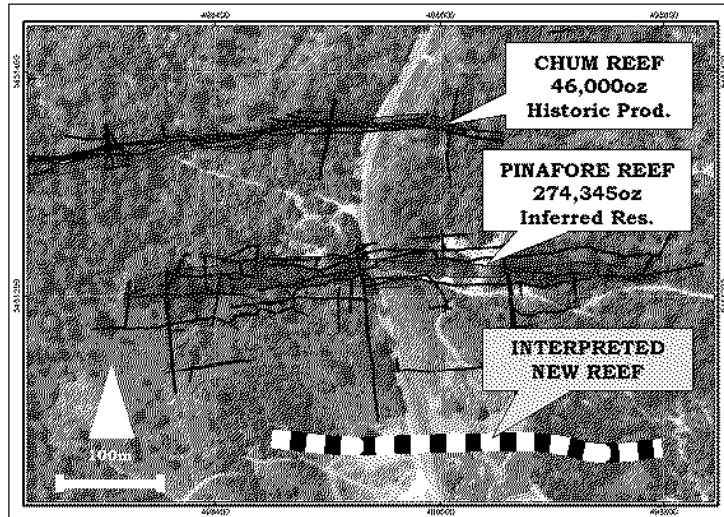 CHUM REEF
46,000oz
Historic Prod.
PINAFORE REEF
274,345oz
Inferred Res.
INTERPRETED
NEW REEF
100m